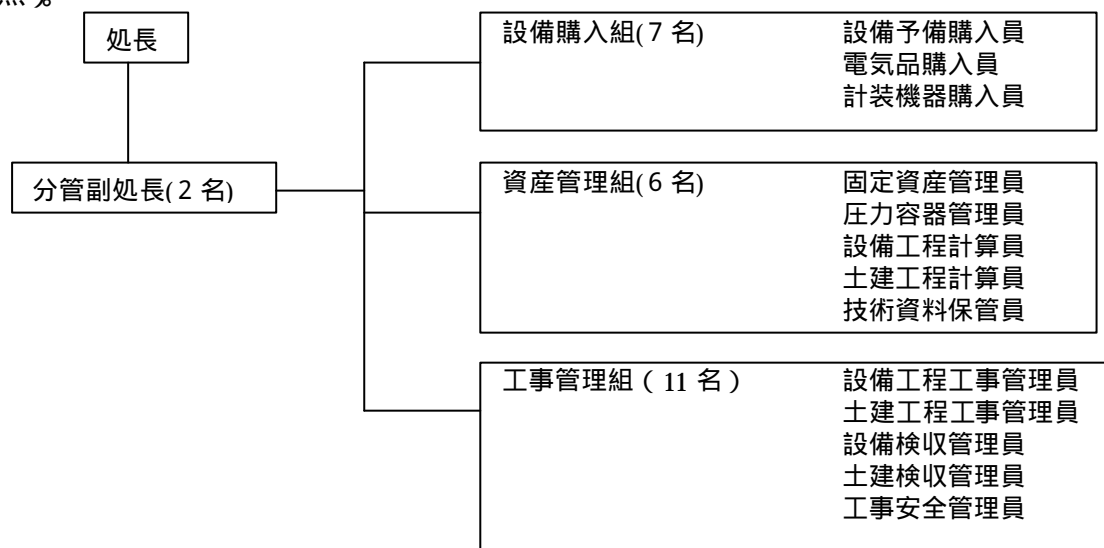 処長
分管副処長(2名)
設備購入組(7名) 設備予備購入員
電気品購入員
計装機器購入員
資産管理組(6名) 固定資産管理員
圧力容器管理員
設備工程計算員
土建工程計算員
技術資料保管員
工事管理組(11名) 設備工程工事管理員
土建工程工事管理員
設備検収管理員
土建検収管理員
工事安全管理員